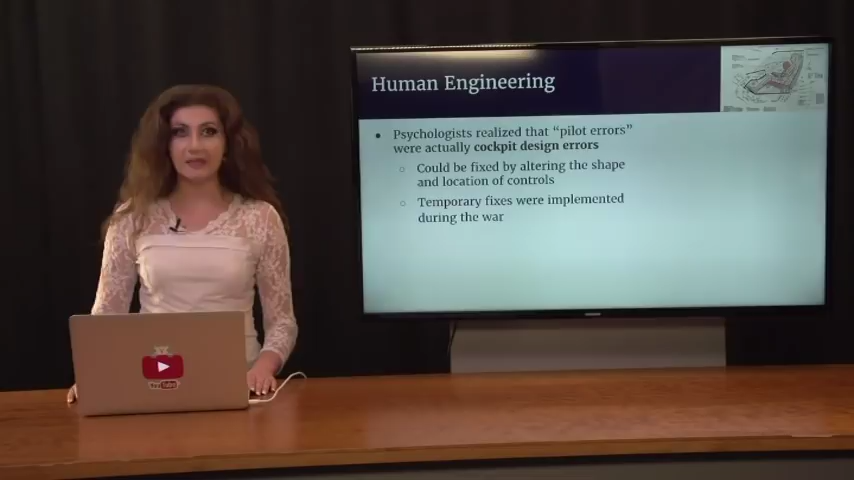 Human Engineering
● Psychologists realized that “pilot errors”
were actually cockpit design errors
○ Could be fixed by altering the shape
and location of controls
○ Temporary fixes were implemented
during the war